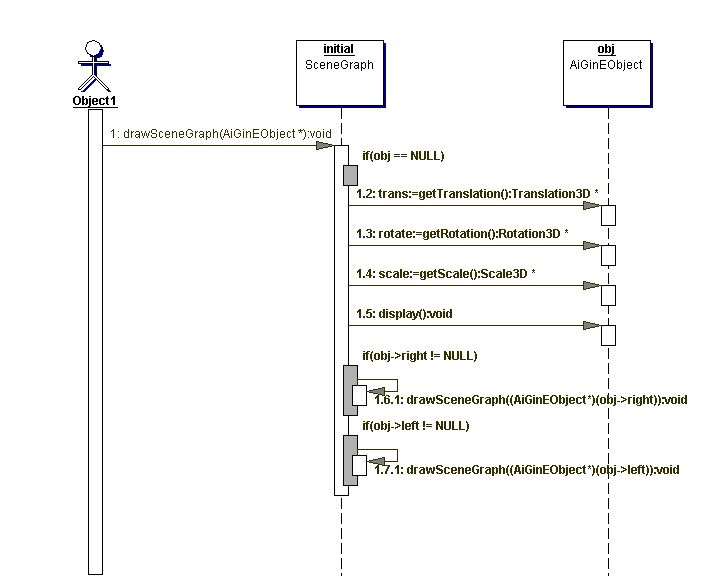 initial
SceneGraph
obj
AiGinEObject
Object1
1: drawSceneGraph(AiGinEObject *):void
if(obj == NULL)
1.2: trans:=getTranslation():Translation3D *
1.3: rotate:=getRotation():Rotation3D *
1.4: scale:=getScale():Scale3D *
1.5: display():void
if(obj->right != NULL)
1.6.1: drawSceneGraph((AiGinEObject*)(obj->right)):void
if(obj->left != NULL)
1.7.1: drawSceneGraph((AiGinEObject*)(obj->left)):void